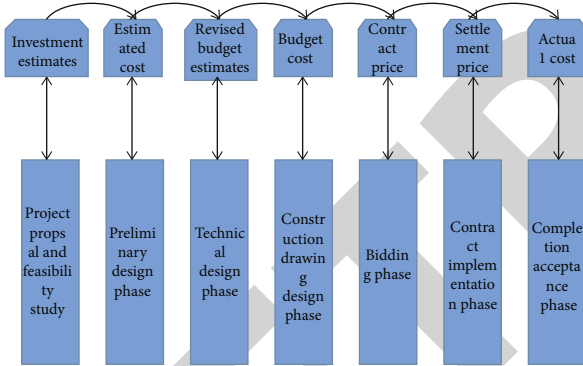 Investment
estimates
Estim
ated
cost
Revised
budget
estimates
Budget
cost
Contr
act
price
Settle
ment
price
Actua
1 cost
Project
props
al and
feasibili
ty
study
Prelimi
nary
design
phase
Technic
al
design
phase
Constr
uction
drawin
g
design
phase
Biddin
g phase
Contra
ct
implem
entatio
n phase
Comple
tion
accepta
nce
phase